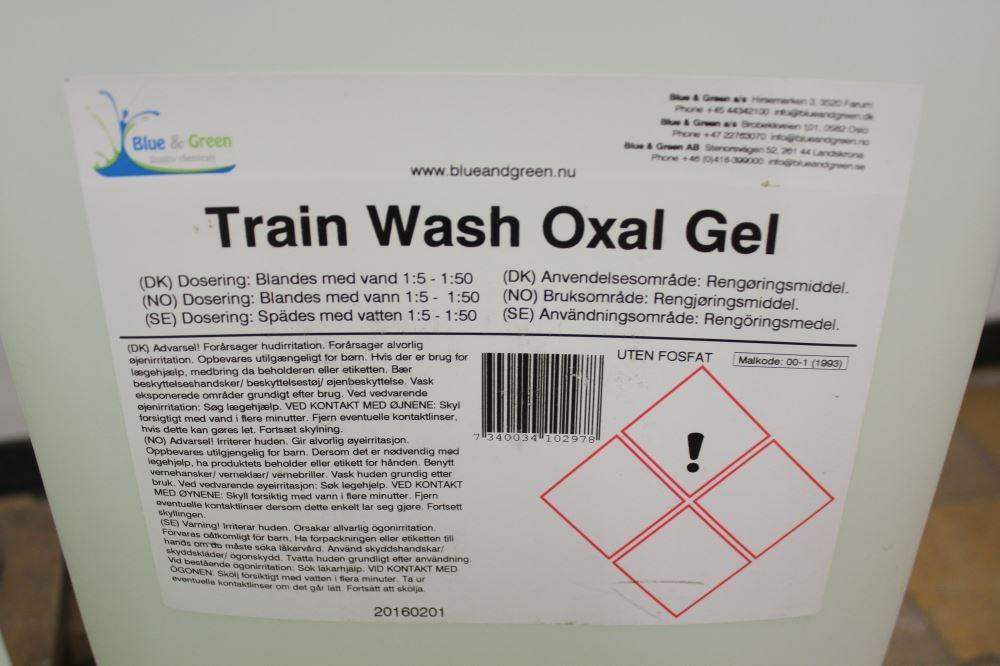 Blue & Green
Quality chemicals
Blue & Green a/s Hirsemarken 3, 3520 Farum
Phone +45 44342100 info@blueandgreen.dk
Blue & Green a/s Brobekkveien 101, 0582 Oslo
Phone +47 22763070 info@blueandgreen.no
Blue & Green AB Stenorsvägen 52, 261 44 Landskrona
Phone +46 (0)418-399000 info@blueandgreen.se
www.blueandgreen.nu
Train Wash Oxal Gel
(DK) Dosering: Blandes med vand 1:5 - 1:50
(NO) Dosering: Blandes med vann 1:5 - 1:50
(SE) Dosering: Spädes med vatten 1:5 - 1:50
(DK) Anvendelsesområde: Rengøringsmiddel.
(NO) Bruksområde: Rengjøringsmiddel.
(SE) Användningsområde: Rengöringsmedel.
(DK) Advarsel! Forårsager hudirritation. Forårsager alvorlig
øjenirritation. Opbevares utilgængeligt for børn. Hvis der er brug for
lægehjælp, medbring da beholderen eller etiketten. Bær
beskyttelseshandsker/ beskyttelsestøj/ øjenbeskyttelse. Vask
eksponerede områder grundigt efter brug. Ved vedvarende
øjenirritation: Søg lægehjælp. VED KONTAKT MED ØJNENE: Skyl
forsigtigt med vand i flere minutter. Fjern eventuelle kontaktlinser,
hvis dette kan gøres let. Fortsæt skylning.
(NO) Advarsel! Irriterer huden. Gir alvorlig øyeirritasjon.
Oppbevares utilgjengelig for barn. Dersom det er nødvendig med
legehjelp, ha produktets beholder eller etikett for hånden. Benytt
vernehansker/ verneklær/ vernebriller. Vask huden grundig etter
bruk. Ved vedvarende øyeirritasjon: Søk legehjelp. VED KONTAKT
MED ØYNENE: Skyll forsiktig med vann i flere minutter. Fjern
eventuelle kontaktlinser dersom dette enkelt lar seg gjøre. Fortsett
skyllingen.
(SE) Varning! Irriterar huden. Orsakar allvarlig ögonirritation.
Förvaras oåtkomligt för barn. Ha förpackningen eller etiketten till
hands om du måste söka läkarvård. Använd skyddshandskar/
skyddskläder/ ögonskydd. Tvätta huden grundligt efter användning.
Vid bestående ögonirritation: Sök läkarhjälp. VID KONTAKT MED
ÖGONEN: Skölj försiktigt med vatten i flera minuter. Ta ur
eventuella kontaktlinser om det går lätt. Fortsätt att skölja.
7 340034 102978
UTEN FOSFAT
Malkode: 00-1 (1993)
20160201